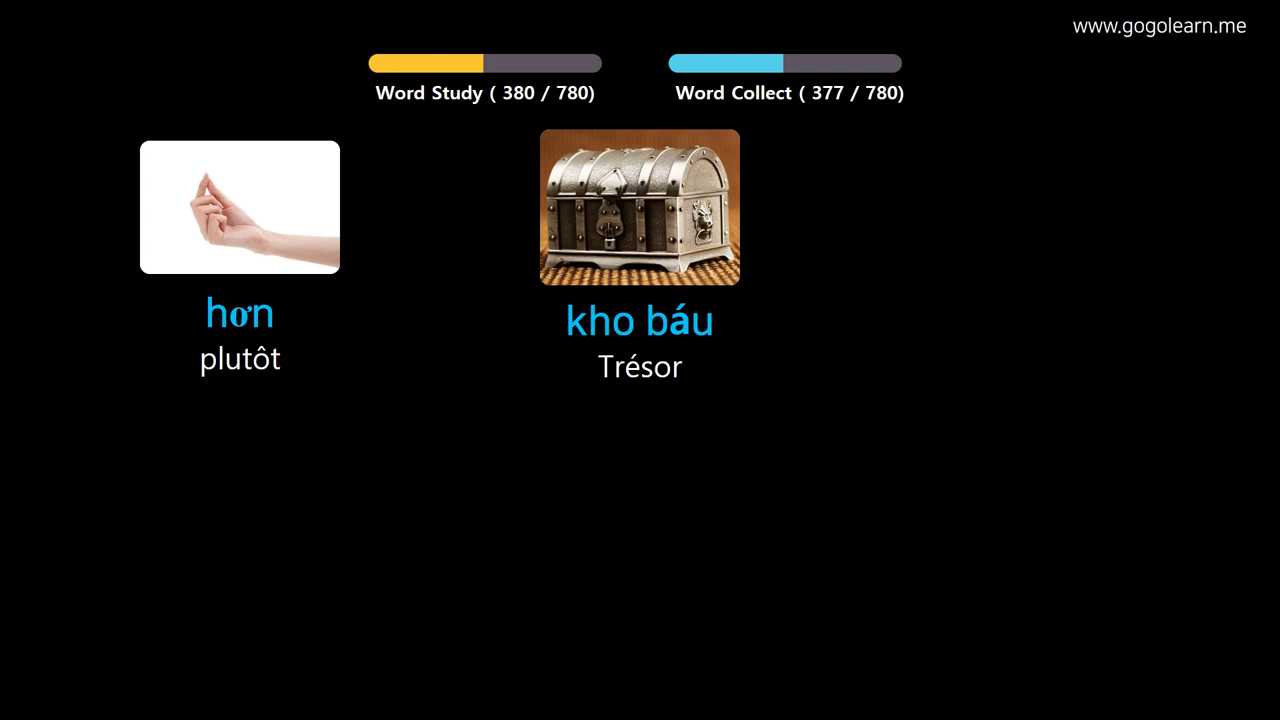 www.gogolearn.me
Word Study ( 380 / 780)
Word Collect ( 377 / 780)
hơn
plutôt
kho báu
Trésor